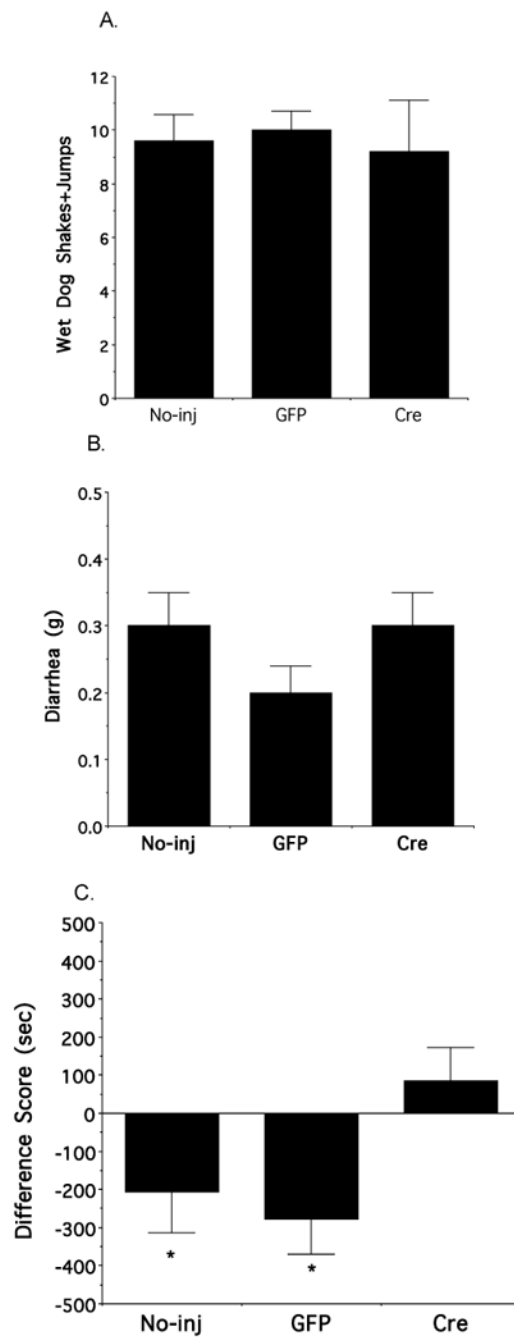 A.
Wet Dog Shakes+Jumps
12
10
8
6
4
2
0
No-inj GFP Cre
B.
Diarrhea (g)
0.5
0.4
0.3
0.2
0.1
0.0
No-inj GFP Cre
C.
Difference Score (sec)
500
400
300
200
100
0
-100
-200
-300
-400
-500
* *
No-inj GFP Cre